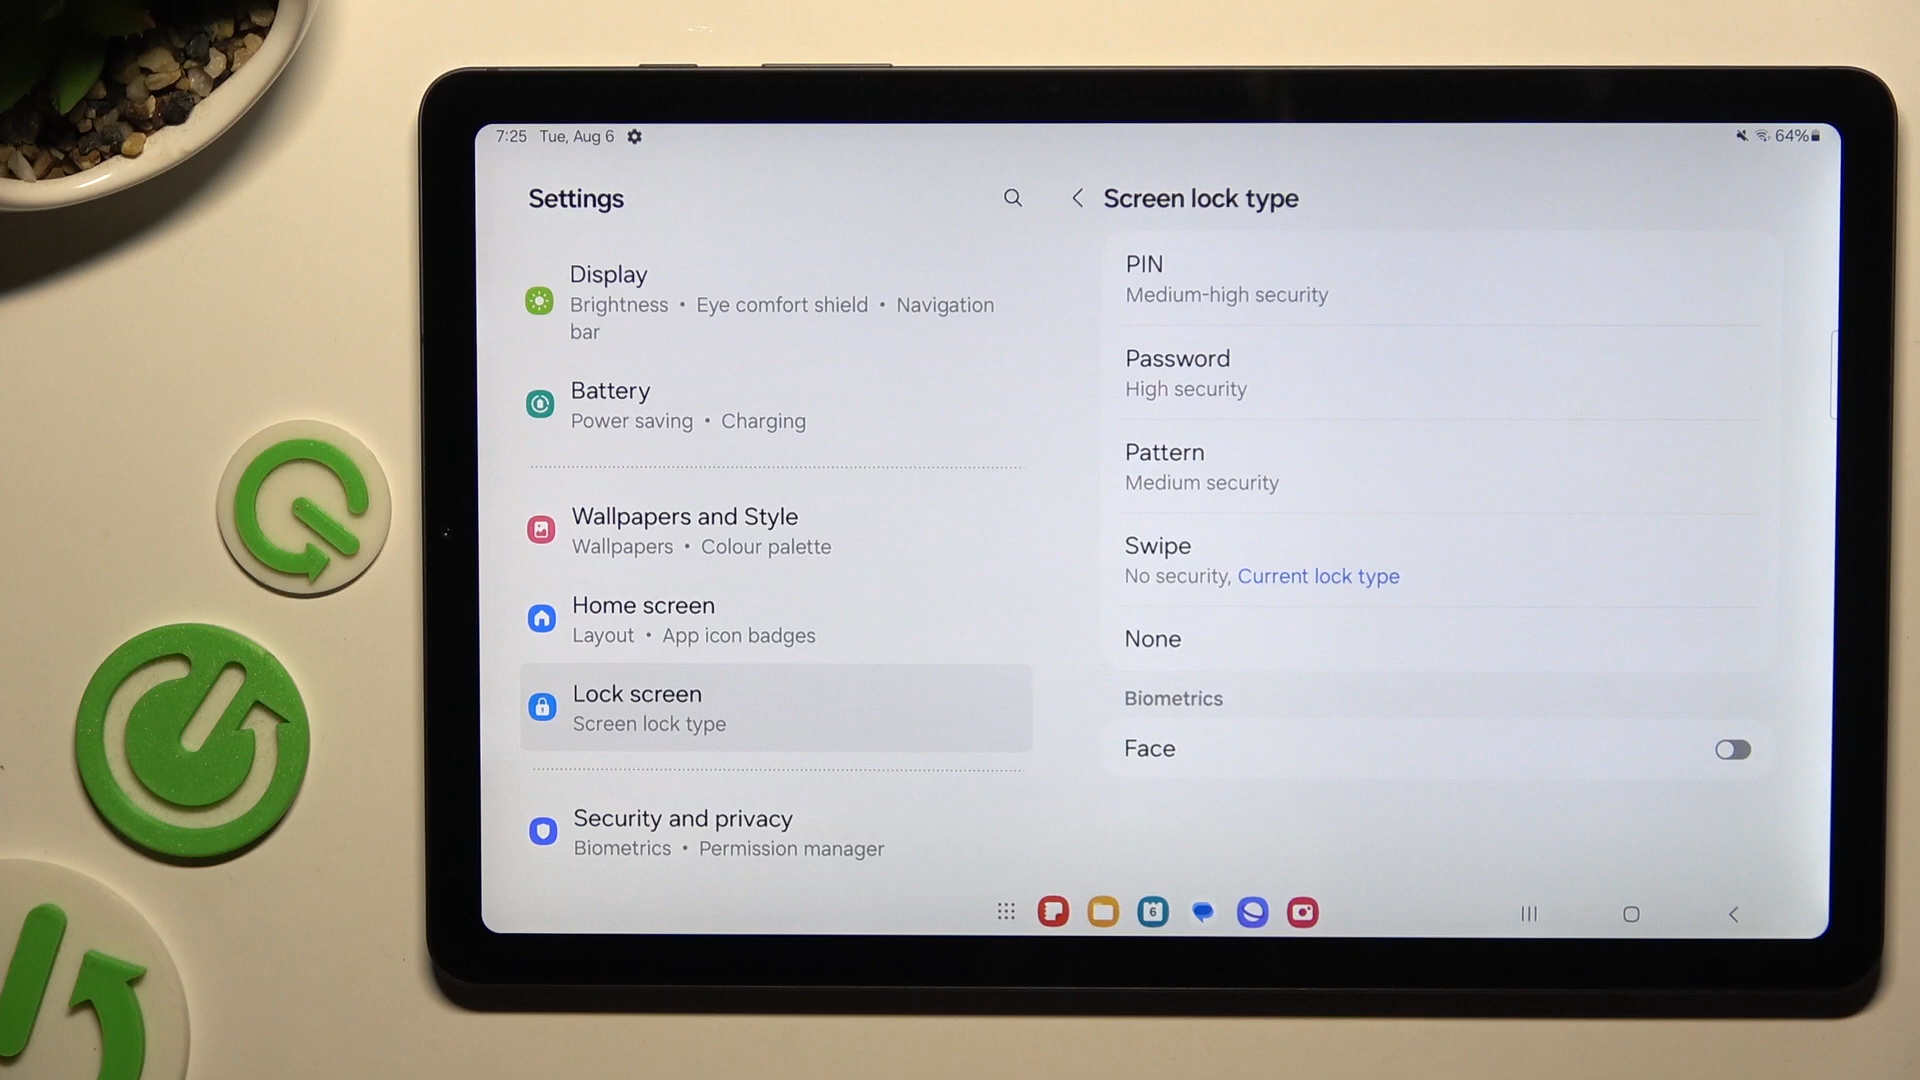 7:25 Tue, Aug 6
64%
Settings
Display
Brightness • Eye comfort shield • Navigation
bar
Battery
Power saving • Charging
Wallpapers and Style
Wallpapers • Colour palette
Home screen
Layout • App icon badges
Lock screen
Screen lock type
Security and privacy
Biometrics • Permission manager
Screen lock type
PIN
Medium-high security
Password
High security
Pattern
Medium security
Swipe
No security, Current lock type
None
Biometrics
Face
6